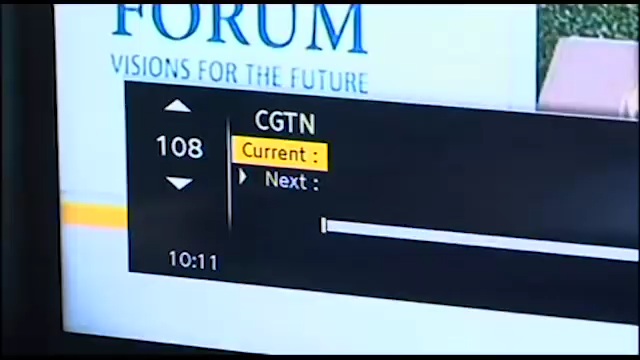 FORUM
VISIONS FOR THE FUTURE
CGTN
108
Current :
Next :
10:11